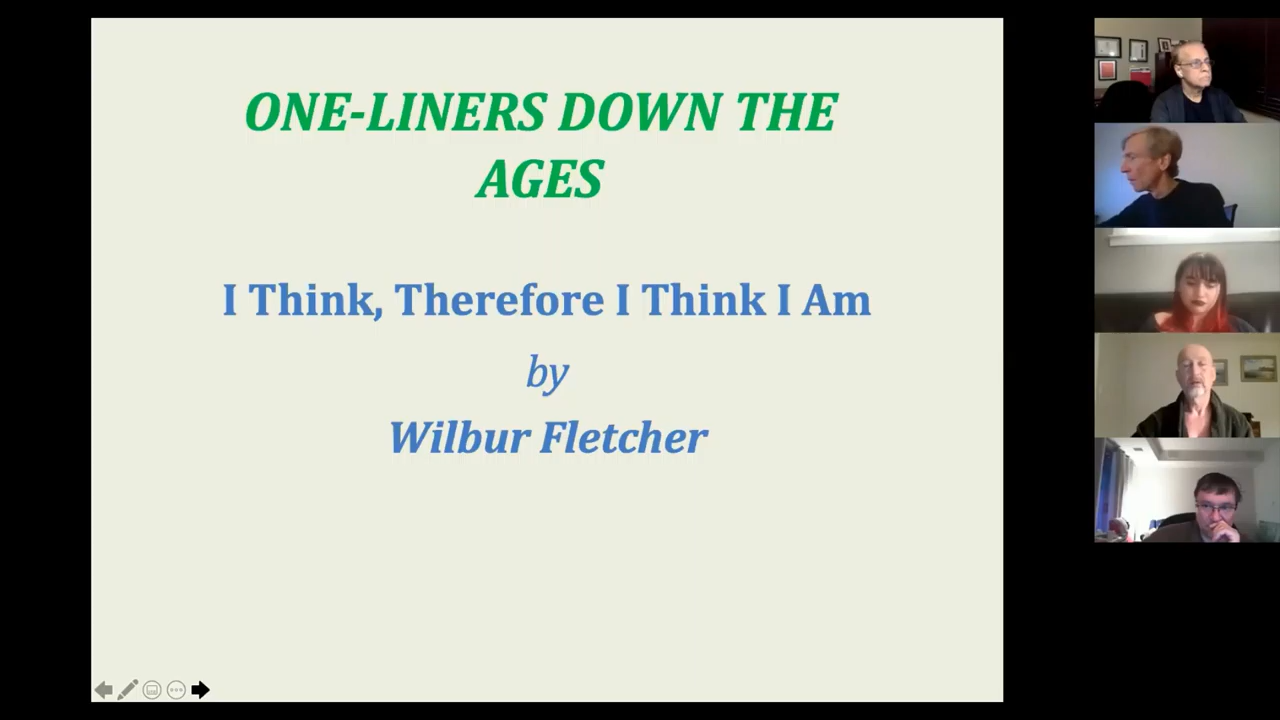 ONE-LINERS DOWN THE
AGES
I Think, Therefore I Think I Am
by
Wilbur Fletcher